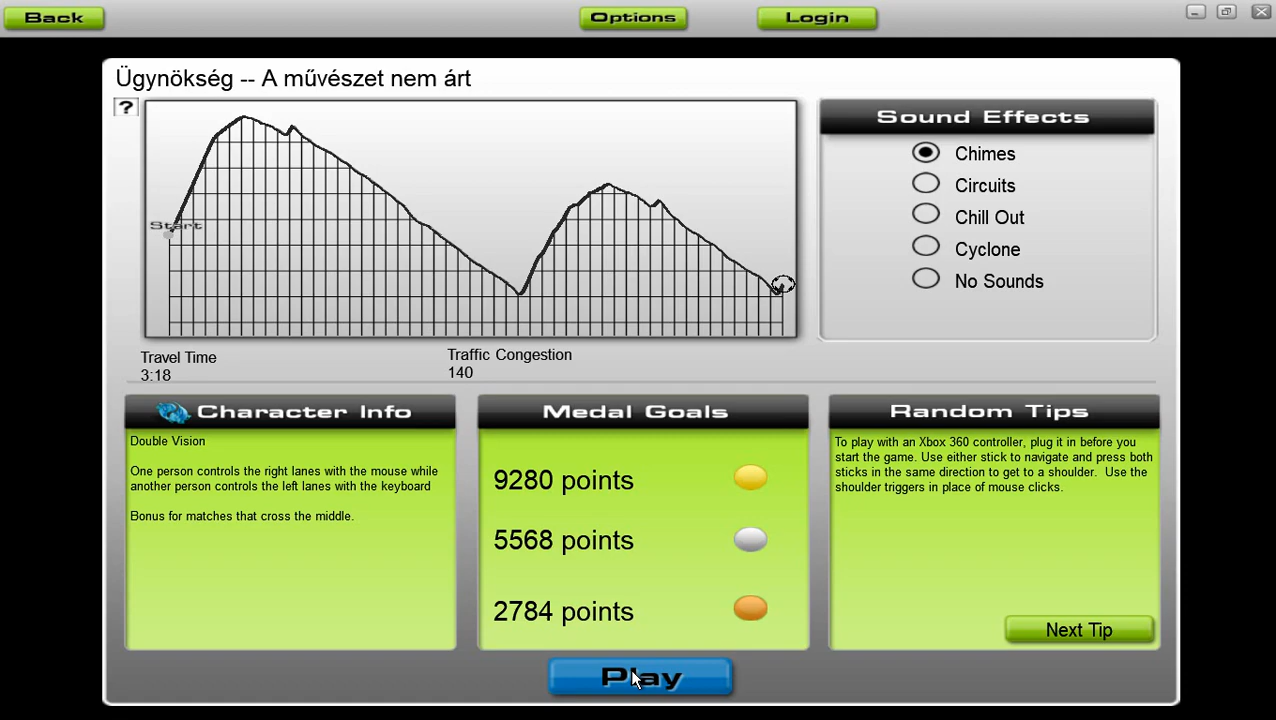 Back
Options
Login
Ügynökség -- A művészet nem árt
?
Start
Travel Time
3:18
Traffic Congestion
140
Sound Effects
Chimes
Circuits
Chill Out
Cyclone
No Sounds
Character Info
Double Vision
One person controls the right lanes with the mouse while
another person controls the left lanes with the keyboard
Bonus for matches that cross the middle.
Medal Goals
9280 points
5568 points
2784 points
Random Tips
To play with an Xbox 360 controller, plug it in before you
start the game. Use either stick to navigate and press both
sticks in the same direction to get to a shoulder. Use the
shoulder triggers in place of mouse clicks.
Next Tip
Play